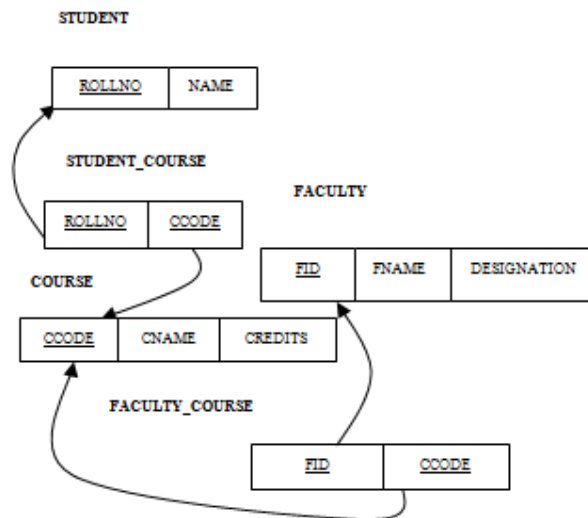 STUDENT
ROLLNO NAME
STUDENT_COURSE
FACULTY
ROLLNO CCODE
FID FNAME DESIGNATION
COURSE
CCODE CNAME CREDITS
FACULTY_COURSE
FID CCODE